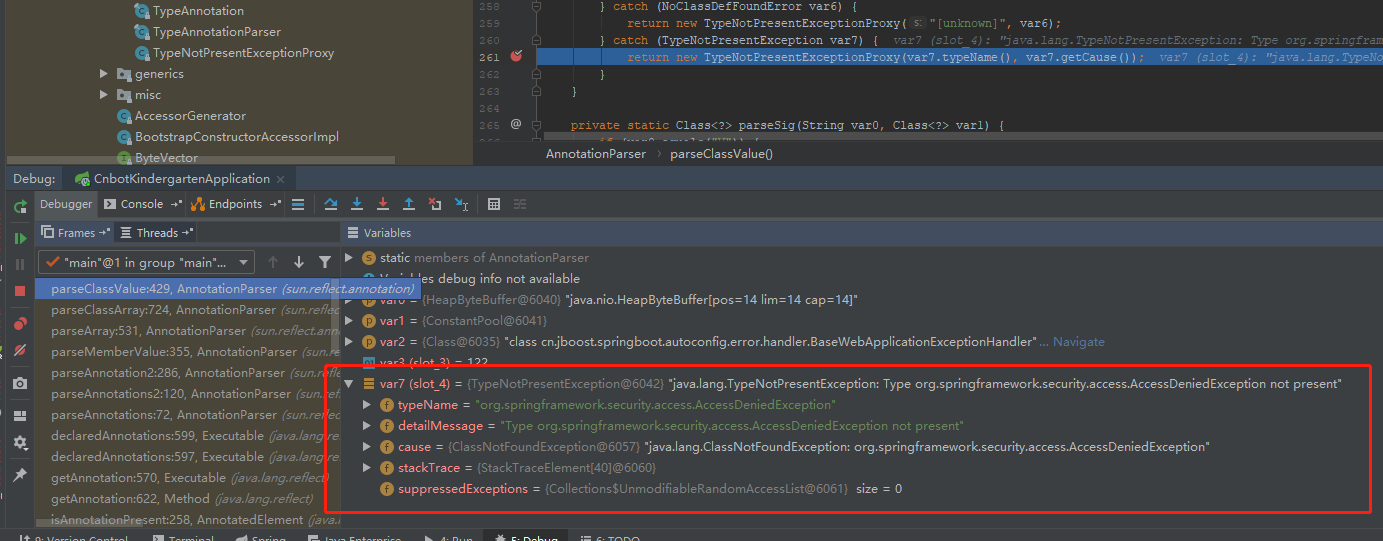 TypeAnnotation
TypeAnnotationParser
TypeNotPresentExceptionProxy
generics
misc
AccessorGenerator
BootstrapConstructorAccessorImpl
ByteVector
258 } catch (NoClassDefFoundError var6) {
259 return new TypeNotPresentExceptionProxy( s: "[unknown]", var6);
260 } catch (TypeNotPresentException var7) { var7 (slot_4): "java.lang.TypeNotPresentException: Type org.springfram
261 return new TypeNotPresentExceptionProxy(var7.typeName(), var7.getCause()); var7 (slot_4): "java.lang.TypeNo
262 }
263 }
264
265 @ private static Class<?> parseSig(String var0, Class<?> var1) {
AnnotationParser > parseClassValue()
Debug: CnbotKindergartenApplication ×
Debugger Console Endpoints
Frames Threads
Variables
"main"@1 in group "main"...
parseClassValue:429, AnnotationParser (sun.reflect.annotation)
parseClassArray:724, AnnotationParser (sun.reflect.ann
parseArray:531, AnnotationParser (sun.reflect.annot
parseMemberValue:355, AnnotationParser (sun.refl
parseAnnotation2:286, AnnotationParser (sun.reflec
parseAnnotations2:120, AnnotationParser (sun.refle
parseAnnotations:72, AnnotationParser (sun.reflect
declaredAnnotations:599, Executable (java.lang.re
declaredAnnotations:597, Executable (java.lang.re
getAnnotation:570, Executable (java.lang.reflect)
getAnnotation:622, Method (java.lang.reflect)
isAnnotationPresent:258, AnnotatedElement (java.
static members of AnnotationParser
Variables debug info not available
var0 = {HeapByteBuffer@6040} "java.nio.HeapByteBuffer[pos=14 lim=14 cap=14]"
var1 = {ConstantPool@6041}
var2 = {Class@6035} "class cn.jboost.springboot.autoconfig.error.handler.BaseWebApplicationExceptionHandler"... Navigate
var3 (slot_3) = 122
var7 (slot_4) = {TypeNotPresentException@6042} "java.lang.TypeNotPresentException: Type org.springframework.security.access.AccessDeniedException not present"
typeName = "org.springframework.security.access.AccessDeniedException"
detailMessage = "Type org.springframework.security.access.AccessDeniedException not present"
cause = {ClassNotFoundException@6057} "java.lang.ClassNotFoundException: org.springframework.security.access.AccessDeniedException"
stackTrace = {StackTraceElement[40]@6060}
suppressedExceptions = {Collections$UnmodifiableRandomAccessList@6061} size = 0
9: Version Control Terminal Spring Java Enterprise 4: Run 5: Debug 6: TODO